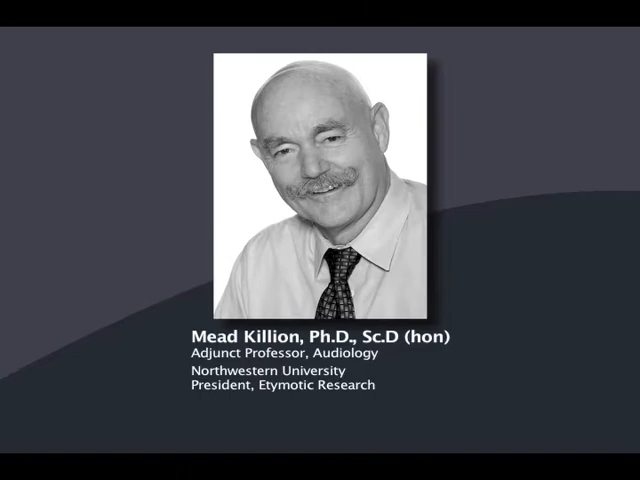 Mead Killion, Ph.D., Sc.D (hon)
Adjunct Professor, Audiology
Northwestern University
President, Etymotic Research